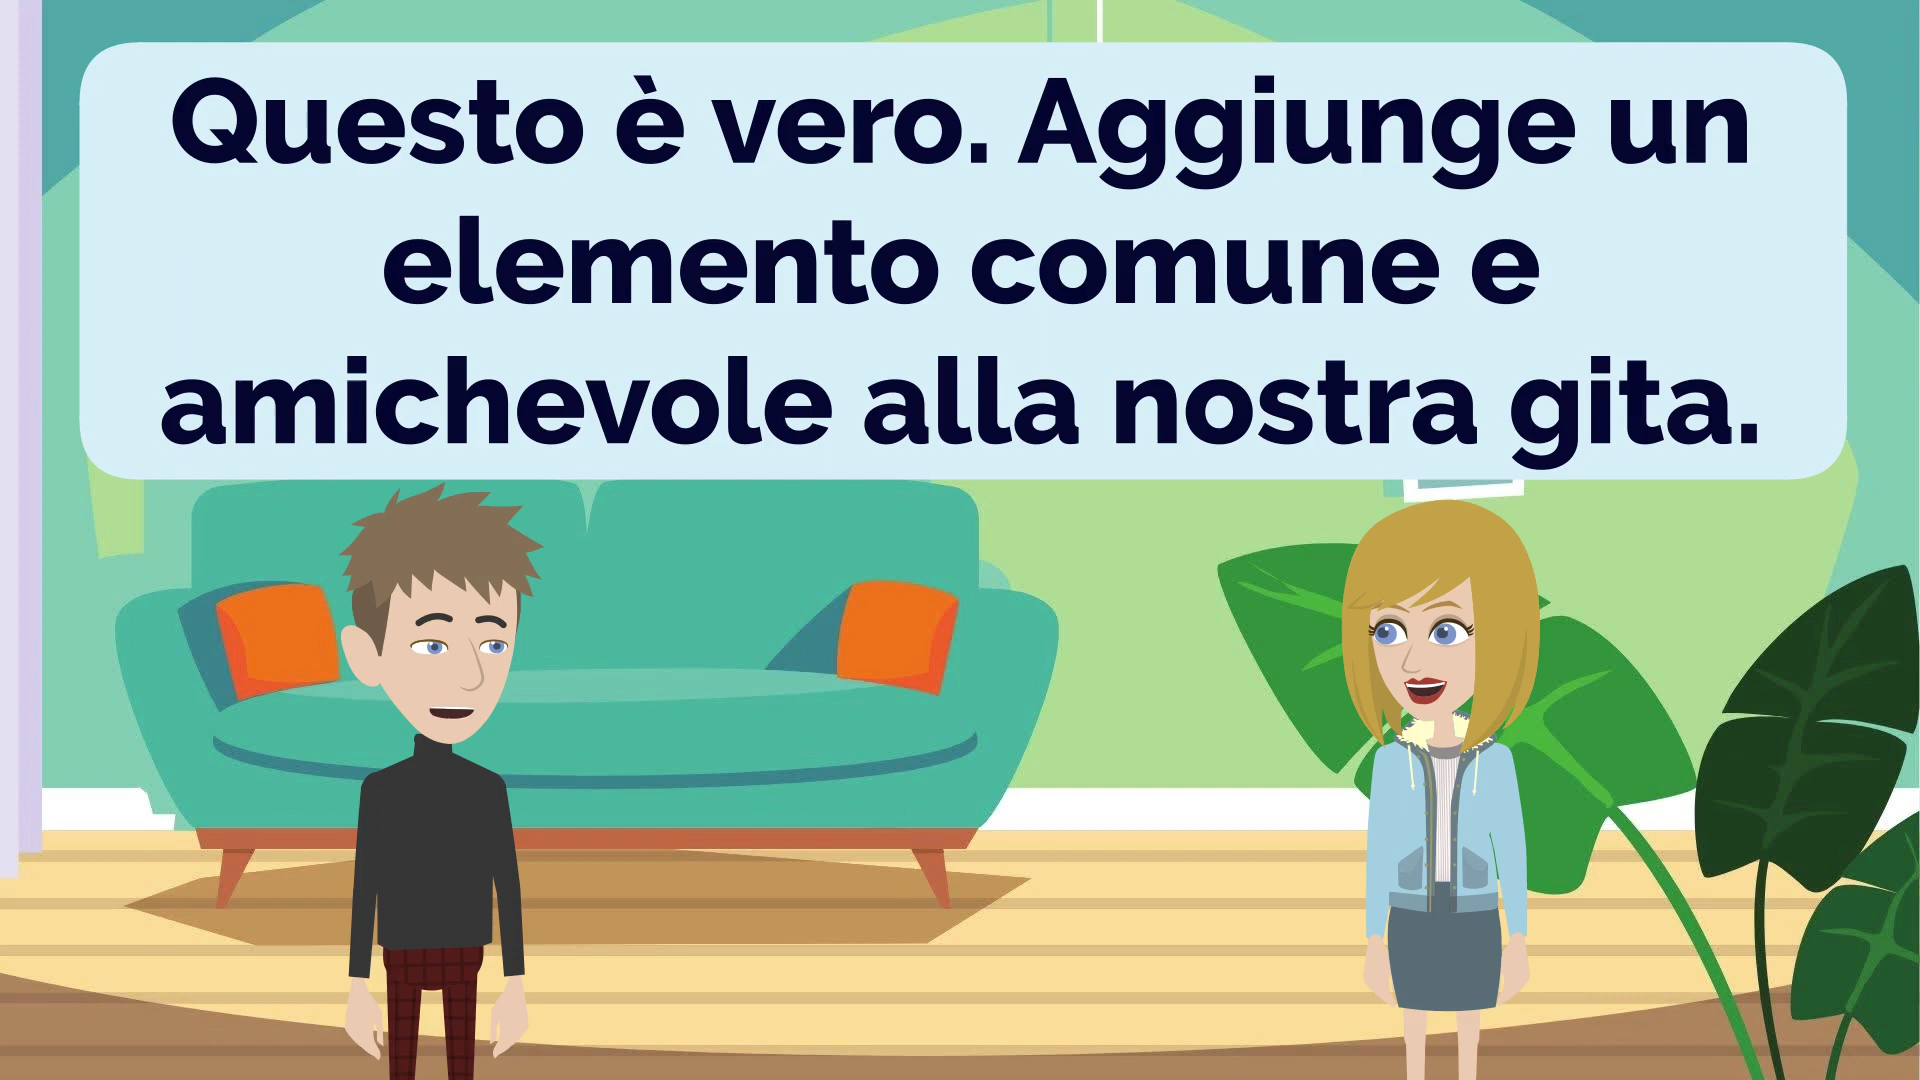 Questo è vero. Aggiunge un
elemento comune e
amichevole alla nostra gita.